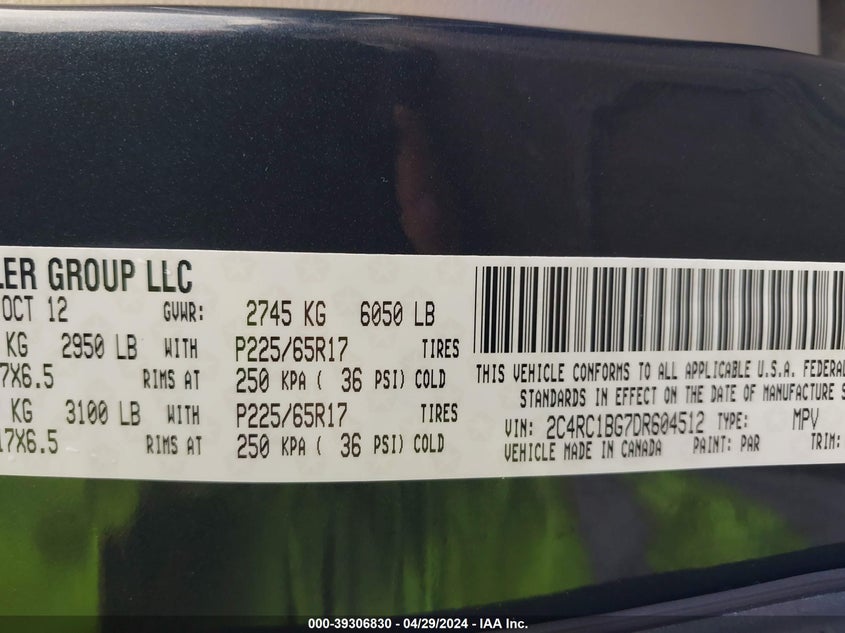 LER GROUP LLC
OCT 12 GVWR: 2745 KG 6050 LB
KG 2950 LB WITH P225/65R17 TIRES
7X6.5 RIMS AT 250 KPA ( 36 PSI) COLD
KG 3100 LB WITH P225/65R17 TIRES
17X6.5 RIMS AT 250 KPA ( 36 PSI) COLD
THIS VEHICLE CONFORMS TO ALL APPLICABLE U.S.A. FEDERAL
STANDARDS IN EFFECT ON THE DATE OF MANUFACTURE S
VIN: 2C4RC1BG7DR604512 TYPE: MPV
VEHICLE MADE IN CANADA PAINT: PAR TRIM:
000-39306830 - 04/29/2024 - IAA Inc.